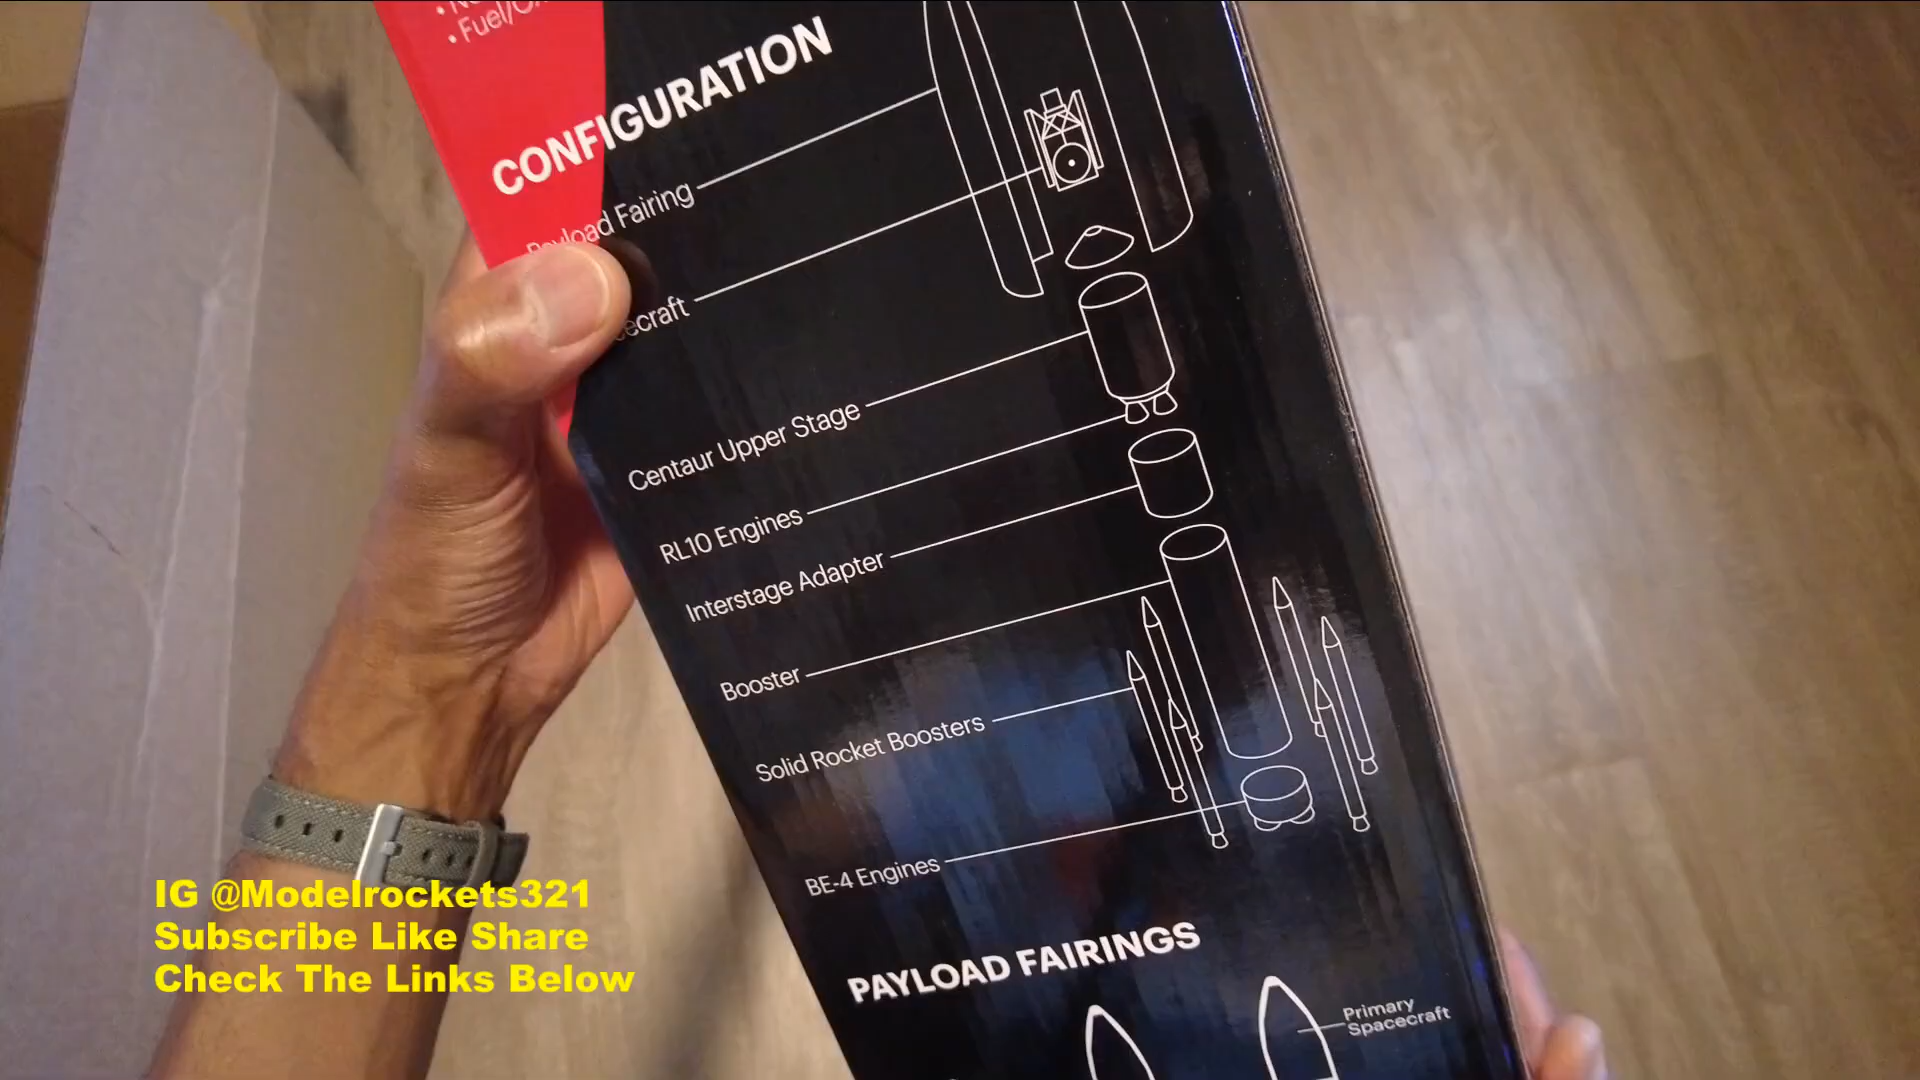 CONFIGURATION
Payload Fairing
Centaur Upper Stage
RL10 Engines
Interstage Adapter
Booster
Solid Rocket Boosters
BE-4 Engines
PAYLOAD FAIRINGS
Primary
Spacecraft
IG @Modelrockets321
Subscribe Like Share
Check The Links Below